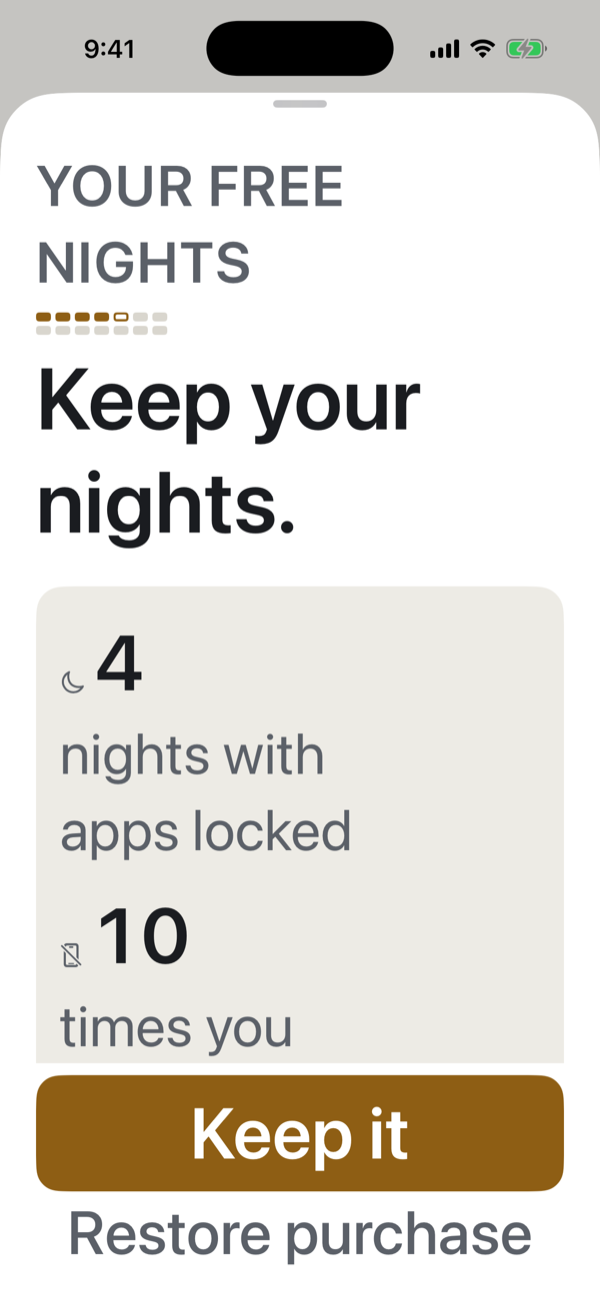 9:41
YOUR FREE
NIGHTS
Keep your
nights.
4
nights with
apps locked
10
times you
Keep it
Restore purchase